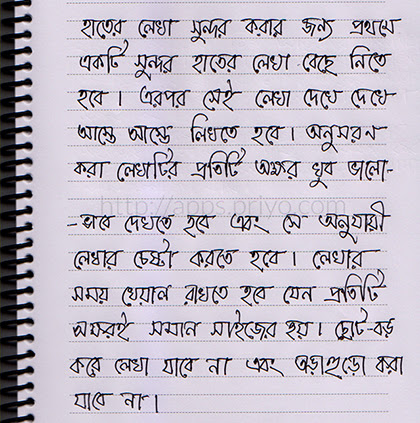 হাতের লেখা সুন্দর করার জন্য প্রথমে
একটি সুন্দর হাতের লেখা বেছে নিতে
হবে। এরপর সেই লেখা দেখে দেখে
আস্তে আস্তে লিখতে হবে। অনুসরন
করা লেখাটির প্রতিটি অক্ষর খুব ভালো-
http://apps.priyo.com
-ভাবে দেখতে হবে এবং সে অনুযায়ী
লেখার চেষ্টা করতে হবে। লেখার
সময় খেয়াল রাখতে হবে যেন প্রতিটি
অক্ষরই সমান সাইজের হয়। ছোট-বড়
করে লেখা যাবে না এবং তাড়াহুড়ো করা
যাবে না।